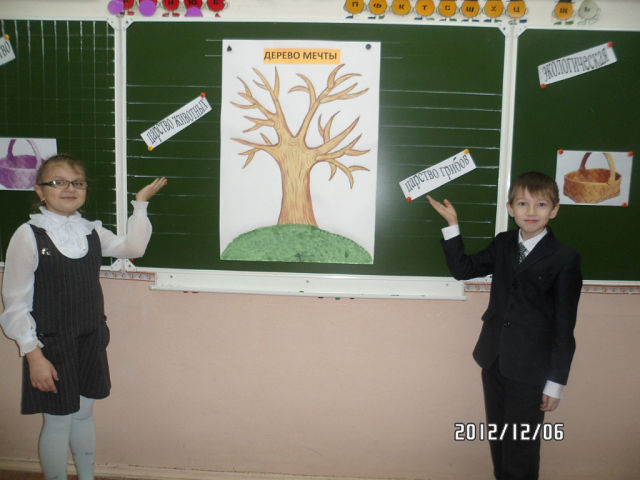 ДЕРЕВО МЕЧТЫ
царство животных
царство грибов
экологическая
2012/12/06